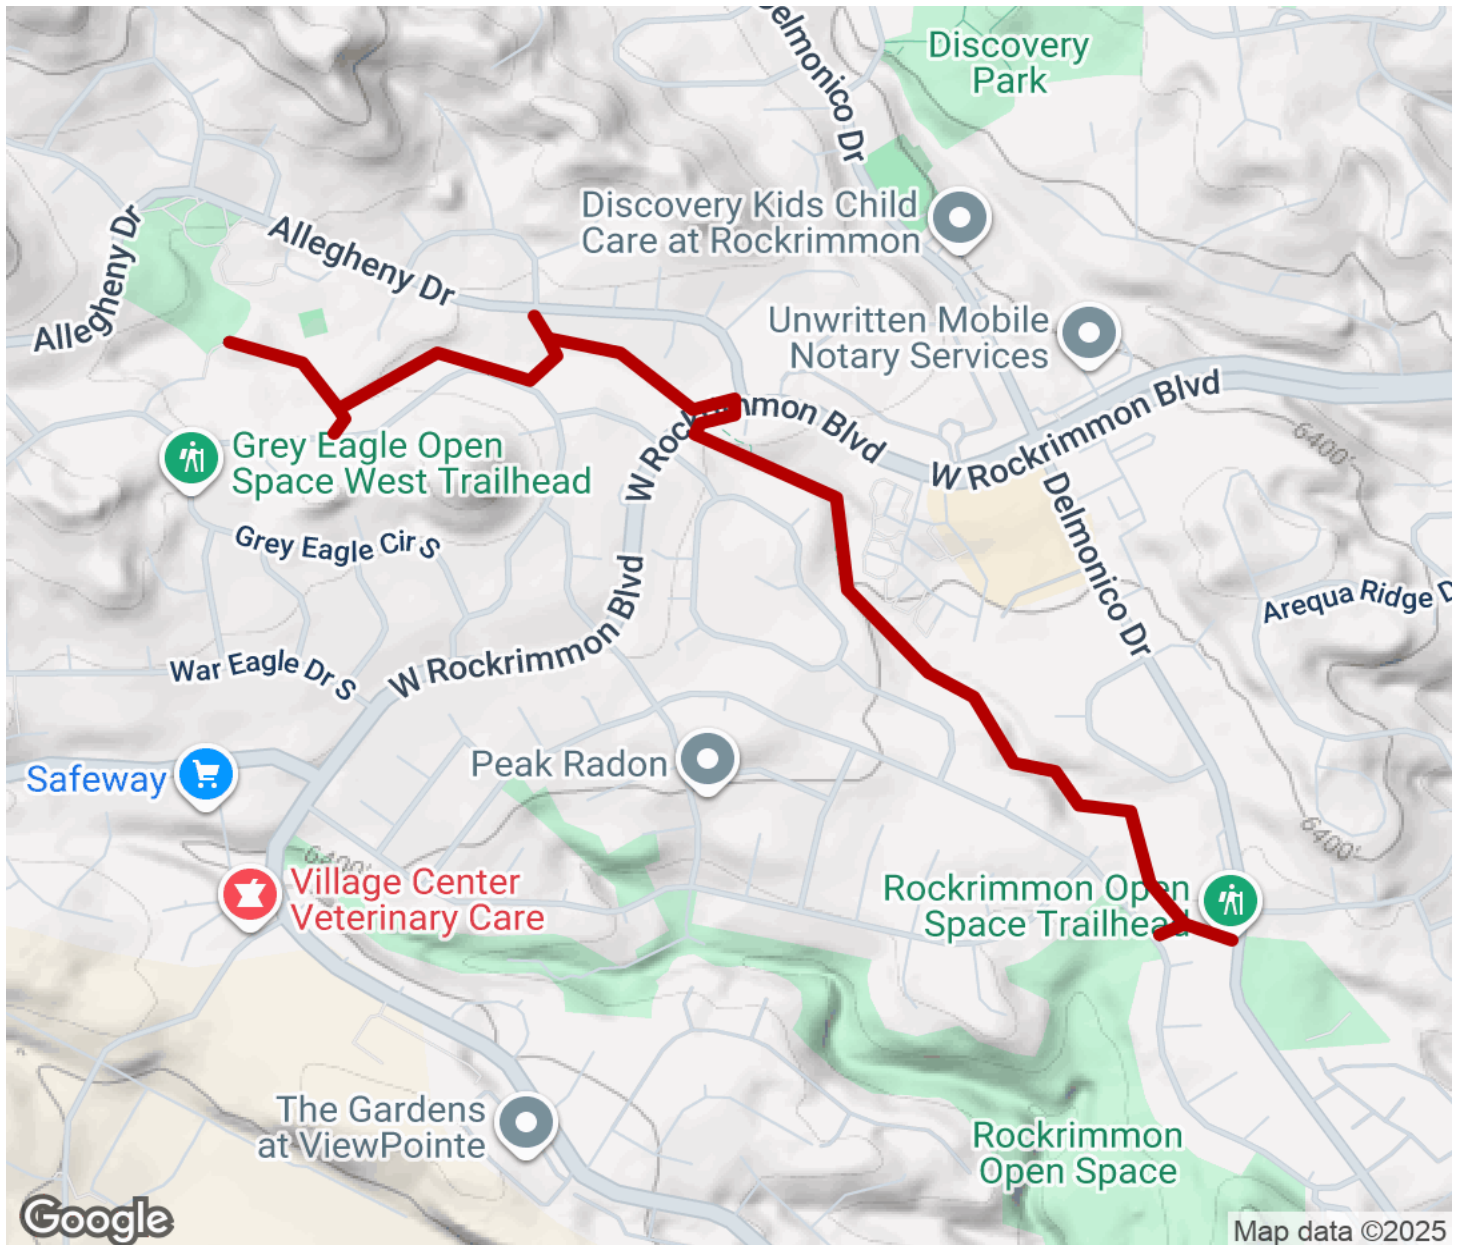 Delmonico Dr
Discovery
Park
Allegheny Dr
Allegheny Dr
Discovery Kids Child
Care at Rockrimmon
Unwritten Mobile
Notary Services
W Rockrimmon Blvd
W Rockrimmon Blvd
6400'
Grey Eagle Open
Space West Trailhead
Grey Eagle Cir S
Delmonico Dr
Arequa Ridge D
War Eagle Dr S
W Rockrimmon Blvd
Safeway
Peak Radon
6400'
6400'
Village Center
Veterinary Care
Rockrimmon Open
Space Trailhead
The Gardens
at ViewPointe
Rockrimmon
Open Space
Google
Map data ©2025